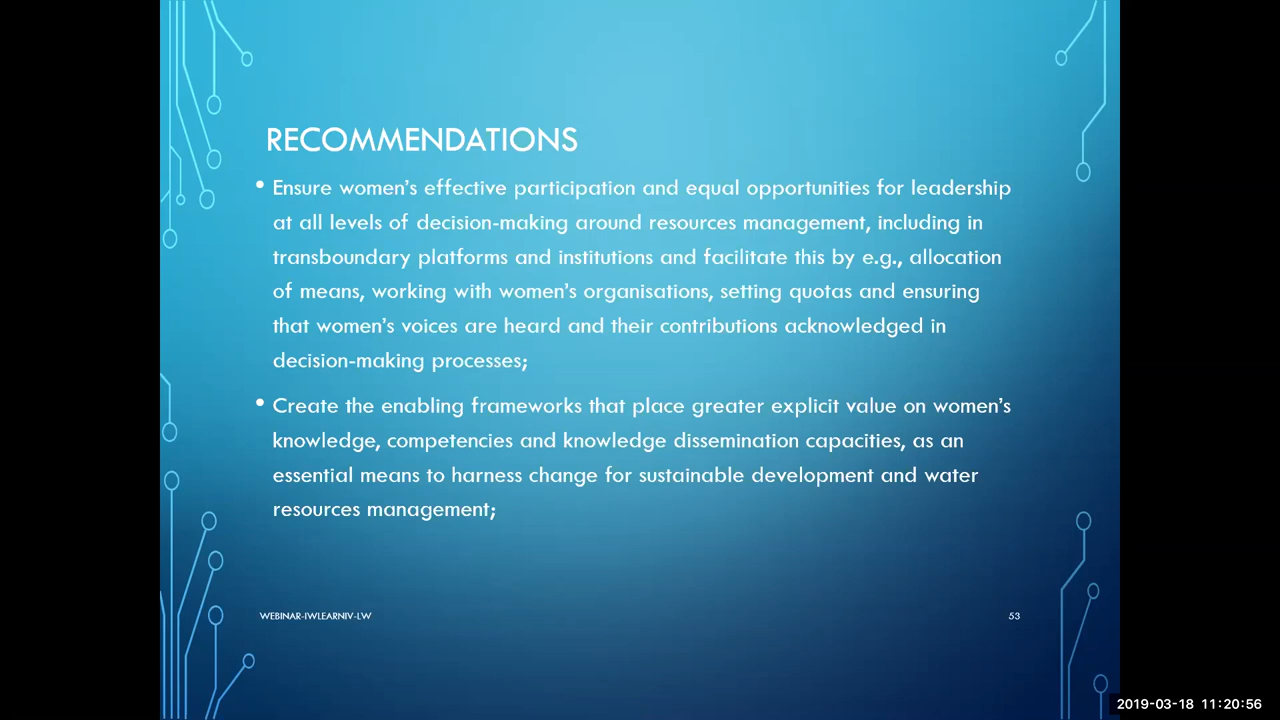 RECOMMENDATIONS
• Ensure women's effective participation and equal opportunities for leadership
at all levels of decision-making around resources management, including in
transboundary platforms and institutions and facilitate this by e.g., allocation
of means, working with women's organisations, setting quotas and ensuring
that women's voices are heard and their contributions acknowledged in
decision-making processes;
• Create the enabling frameworks that place greater explicit value on women's
knowledge, competencies and knowledge dissemination capacities, as an
essential means to harness change for sustainable development and water
resources management;
WEBINAR-IWLEARNIV-LW
53
2019-03-18 11:20:56